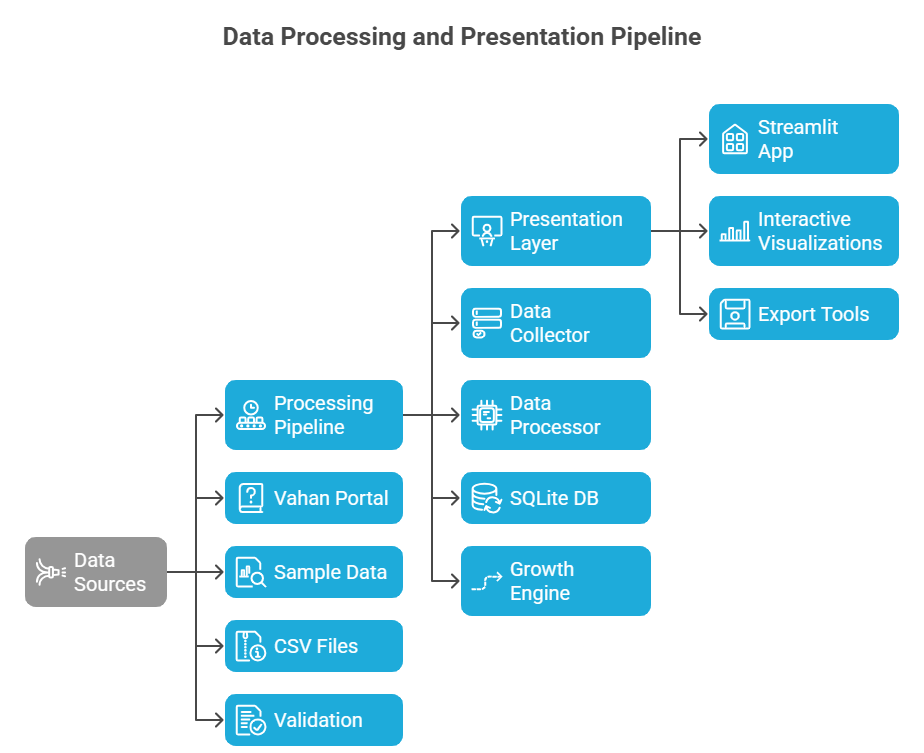 Data Processing and Presentation Pipeline
Streamlit
App
Presentation
Layer
Interactive
Visualizations
Data
Collector
Export Tools
Processing
Pipeline
Data
Processor
Vahan Portal
SQLite DB
Data
Sources
Sample Data
Growth
Engine
CSV Files
Validation